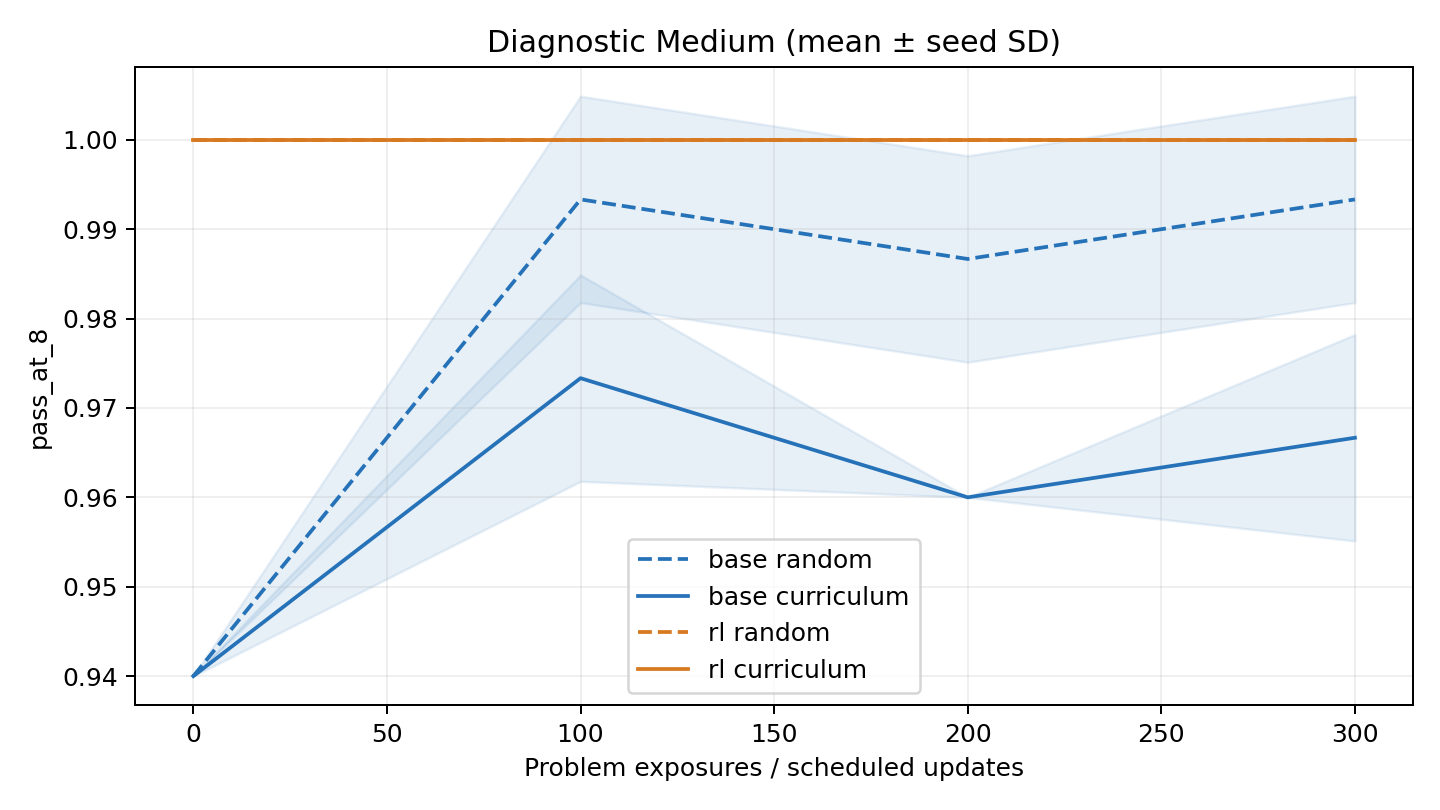 Diagnostic Medium (mean ± seed SD)
pass_at_8
1.00
0.99
0.98
0.97
0.96
0.95
0.94
base random
base curriculum
rl random
rl curriculum
0 50 100 150 200 250 300
Problem exposures / scheduled updates